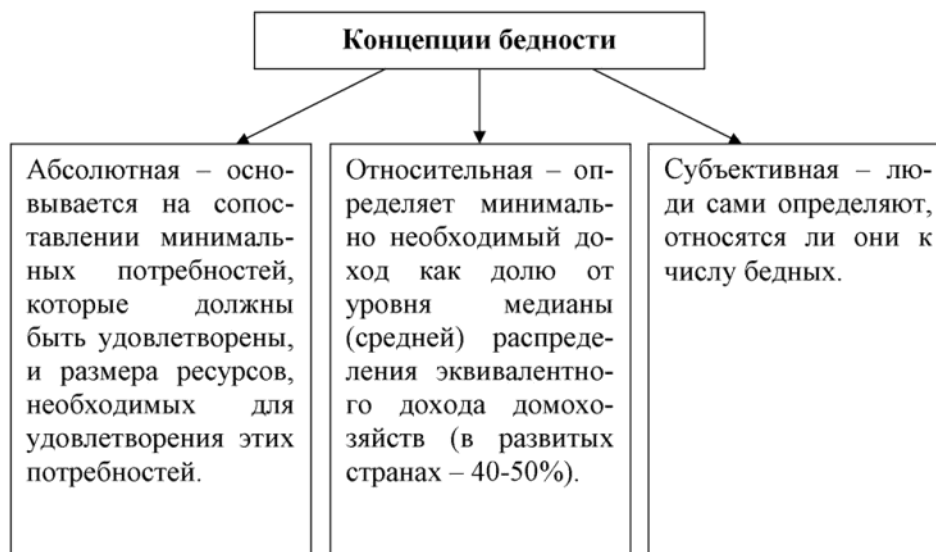 Концепции бедности
Абсолютная – осно-
вывается на сопос-
тавлении минималь-
ных потребностей,
которые должны
быть удовлетворены,
и размера ресурсов,
необходимых для
удовлетворения этих
потребностей.
Относительная – оп-
ределяет минималь-
но необходимый до-
ход как долю от
уровня медианы
(средней) распреде-
ления эквивалентно-
го дохода домохо-
зяйств (в развитых
странах – 40-50%).
Субъективная – лю-
ди сами определяют,
относятся ли они к
числу бедных.